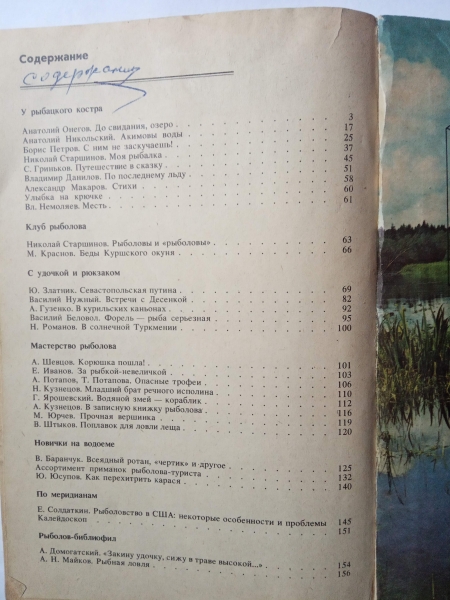 Содержание
содержание
У рыбацкого костра
Анатолий Онегов. До свидания, озеро . . . 3
Анатолий Никольский. Акимовы воды . . . 17
Борис Петров. С ним не заскучаешь! . . . 25
Николай Старшинов. Моя рыбалка . . . 37
С. Гриньков. Путешествие в сказку . . . 45
Владимир Данилов. По последнему льду . . . 51
Александр Макаров. Стихи . . . 58
Улыбка на крючке . . . 60
Вл. Немоляев. Месть . . . 61
Клуб рыболова
Николай Старшинов. Рыболовы и «рыболовы» . . . 63
М. Краснов. Беды Куршского окуня . . . 66
С удочкой и рюкзаком
Ю. Златник. Севастопольская путина . . . 69
Василий Нужный. Встречи с Десенкой . . . 82
А. Гузенко. В курильских каньонах . . . 92
Василий Беловол. Форель — рыба серьезная . . . 95
Н. Романов. В солнечной Туркмении . . . 100
Мастерство рыболова
А. Шевцов. Корюшка пошла! . . . 101
Е. Иванов. За рыбкой-невеличкой . . . 103
А. Потапов, Т. Потапова. Опасные трофеи . . . 106
Н. Кузнецов. Младший брат речного исполина . . . 110
Г. Ярошевский. Водяной змей — кораблик . . . 112
А. Кузнецов. В записную книжку рыболова . . . 116
М. Юрчев. Прочная вершинка . . . 119
В. Штыков. Поплавок для ловли леща . . . 120
Новички на водоеме
В. Баранчук. Всеядный ротан, «чертик» и другое . . . 125
Ассортимент приманок рыболова-туриста . . . 132
Ю. Юсупов. Как перехитрить карася . . . 140
По меридианам
Е. Солдаткин. Рыболовство в США: некоторые особенности и проблемы 145
Калейдоскоп . . . 151
Рыболов-библиофил
А. Домогатский. «Закину удочку, сижу в траве высокой...» . . . 154
А. Н. Майков. Рыбная ловля . . . 156